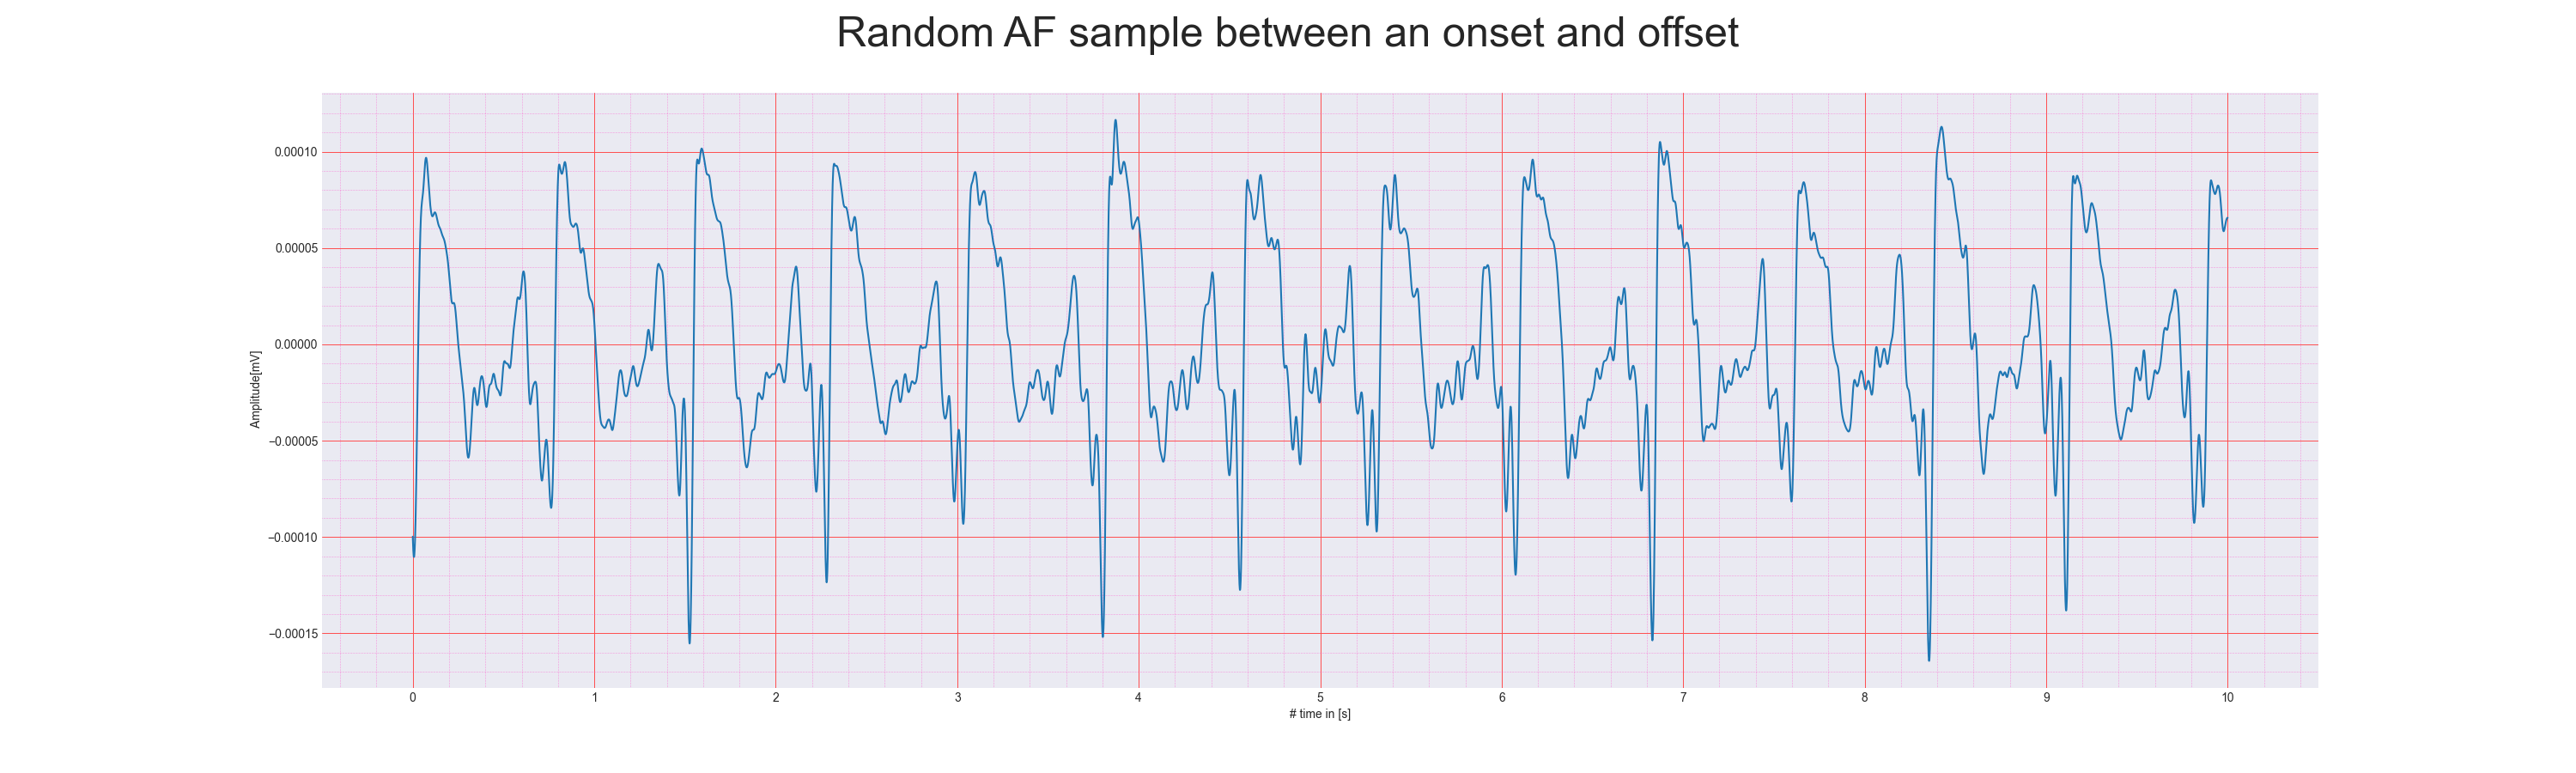 Random AF sample between an onset and offset
0.00010
0.00005
0.00000
−0.00005
−0.00010
−0.00015
Amplitude[mV]
0 1 2 3 4 5 6 7 8 9 10
# time in [s]